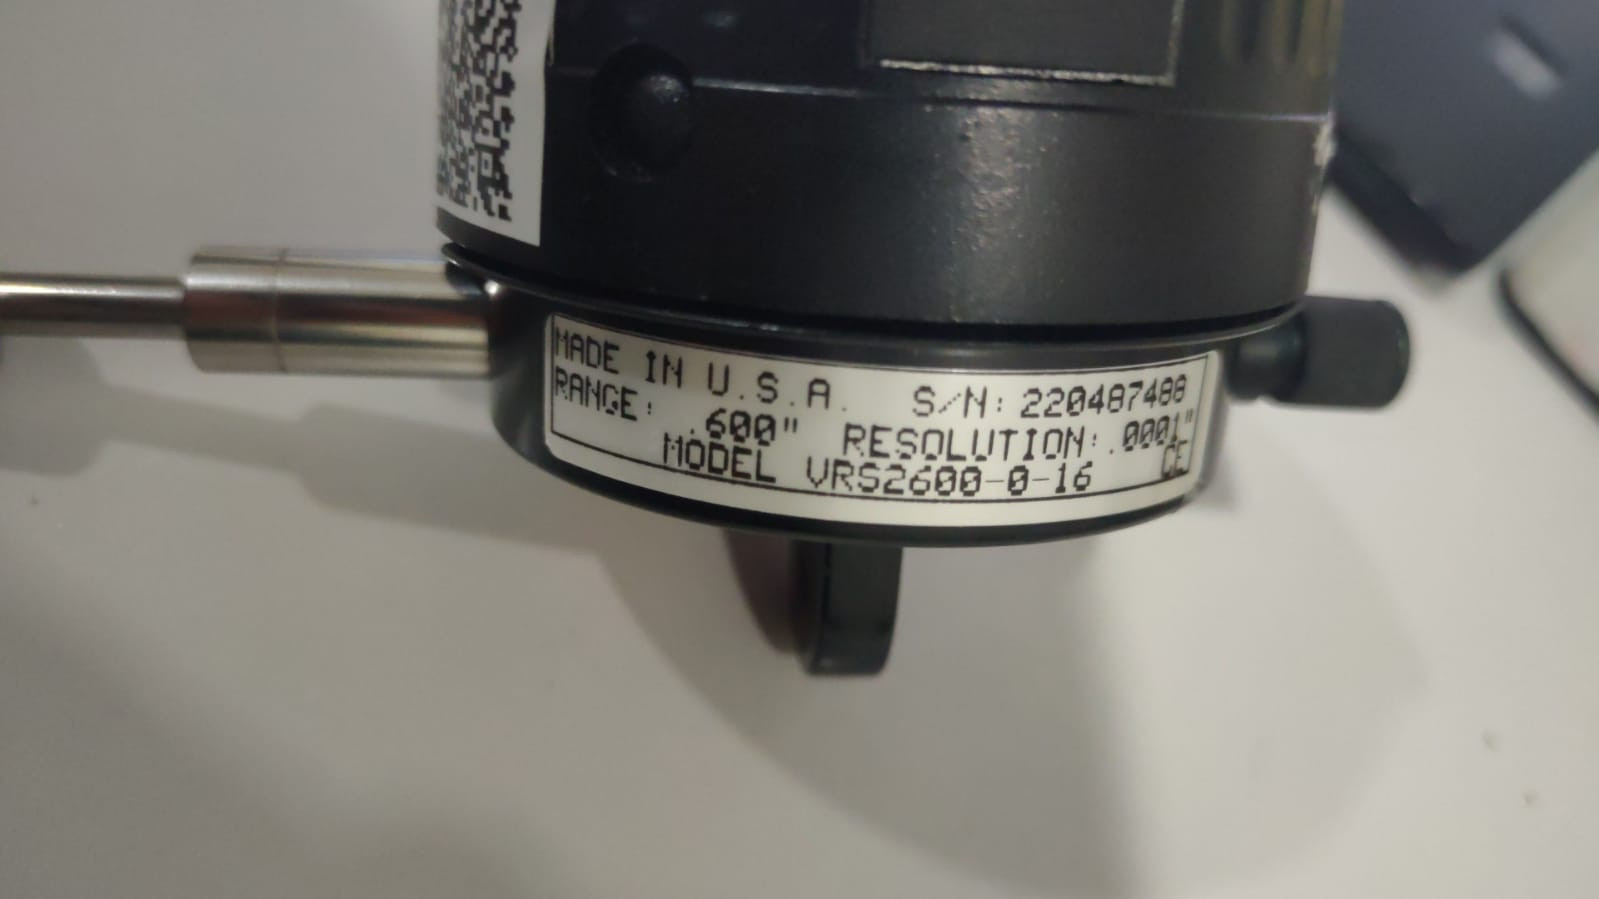 MADE IN U.S.A. S/N: 220487488
RANGE: .600" RESOLUTION: .0001"
MODEL VRS2600-0-16 CE